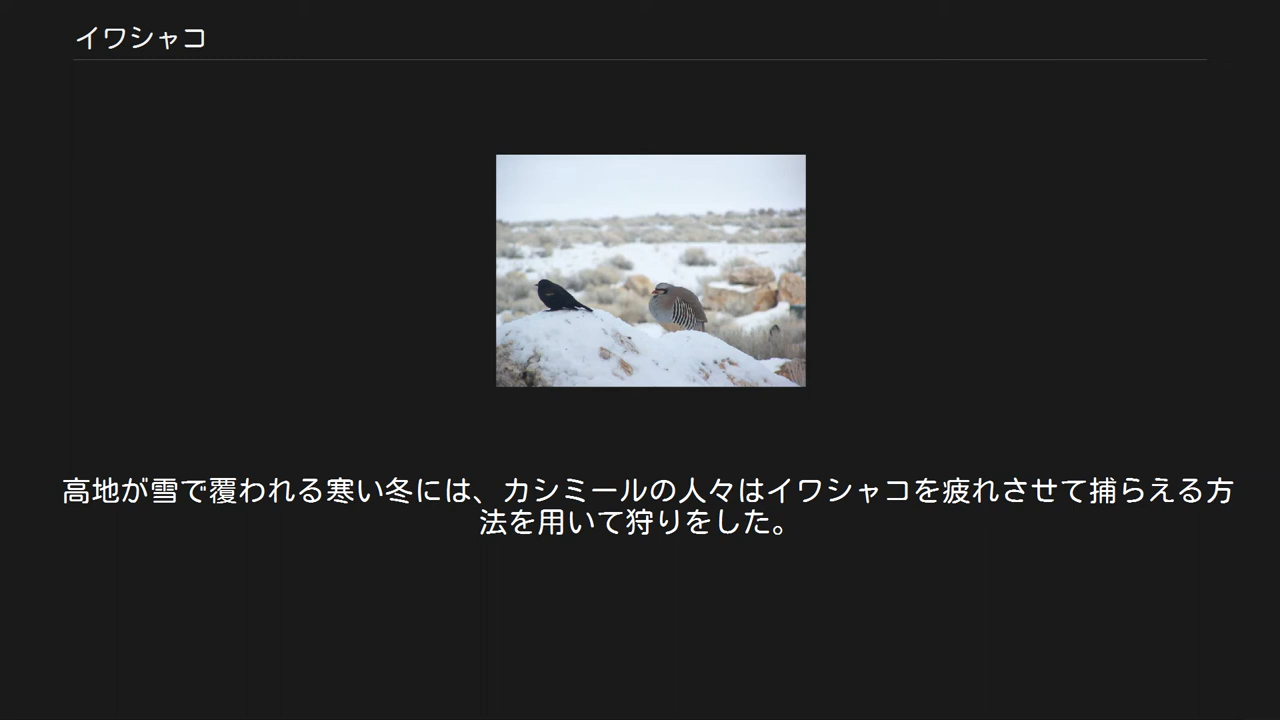 イワシャコ
高地が雪で覆われる寒い冬には、カシミールの人々はイワシャコを疲れさせて捕らえる方
法を用いて狩りをした。